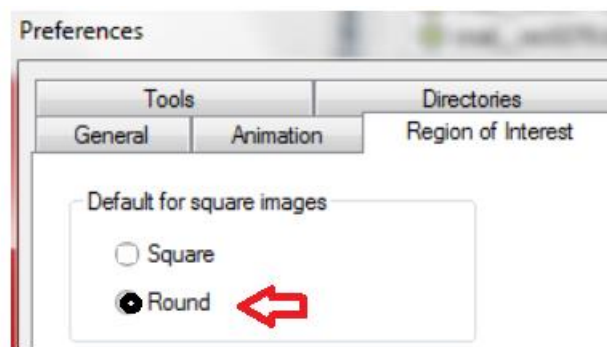 Preferences
Tools Directories
General Animation Region of Interest
Default for square images
Square
Round